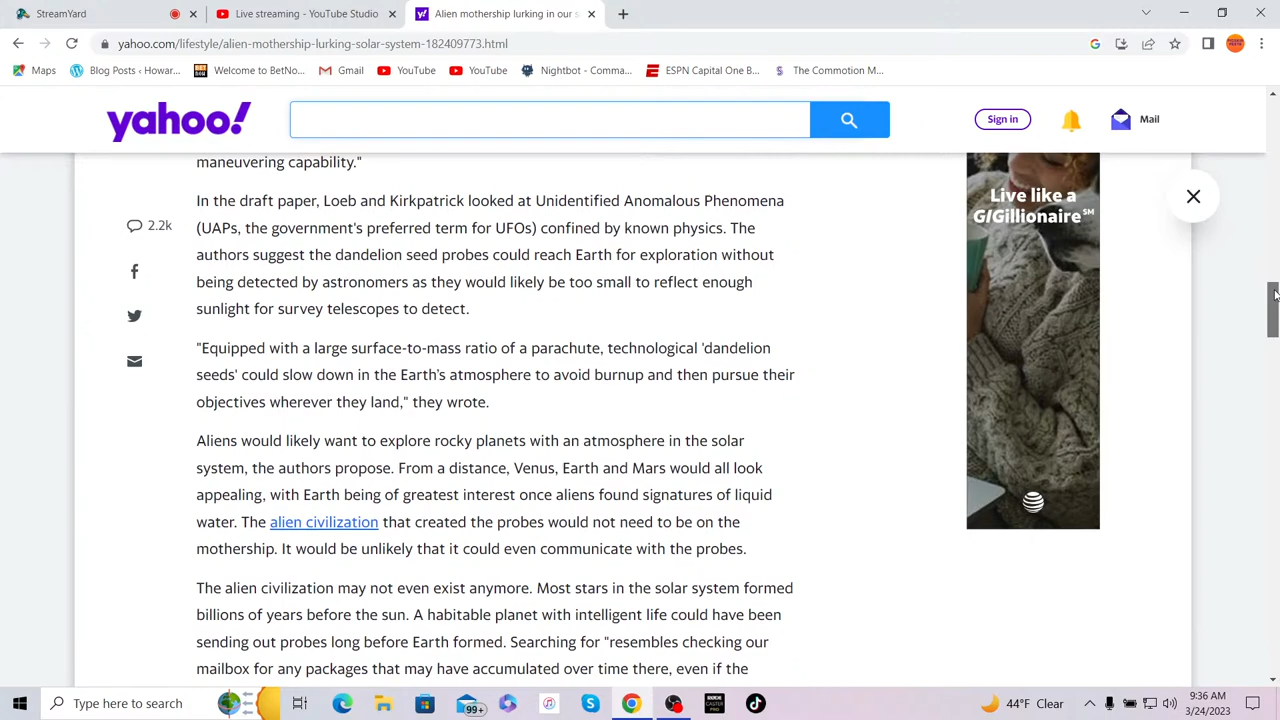 StreamYard
Live streaming - YouTube Studio
Alien mothership lurking in our s
yahoo.com/lifestyle/alien-mothership-lurking-solar-system-182409773.html
Maps
Blog Posts ‹ Howar...
Welcome to BetNo...
Gmail
YouTube
YouTube
Nightbot - Comma...
ESPN Capital One B...
The Commotion M...
yahoo!
Sign in
Mail
maneuvering capability."
In the draft paper, Loeb and Kirkpatrick looked at Unidentified Anomalous Phenomena
(UAPs, the government's preferred term for UFOs) confined by known physics. The
authors suggest the dandelion seed probes could reach Earth for exploration without
being detected by astronomers as they would likely be too small to reflect enough
sunlight for survey telescopes to detect.
"Equipped with a large surface-to-mass ratio of a parachute, technological 'dandelion
seeds' could slow down in the Earth's atmosphere to avoid burnup and then pursue their
objectives wherever they land," they wrote.
Aliens would likely want to explore rocky planets with an atmosphere in the solar
system, the authors propose. From a distance, Venus, Earth and Mars would all look
appealing, with Earth being of greatest interest once aliens found signatures of liquid
water. The alien civilization that created the probes would not need to be on the
mothership. It would be unlikely that it could even communicate with the probes.
The alien civilization may not even exist anymore. Most stars in the solar system formed
billions of years before the sun. A habitable planet with intelligent life could have been
sending out probes long before Earth formed. Searching for "resembles checking our
mailbox for any packages that may have accumulated over time there, even if the
2.2k
Live like a
GIGillionaire℠
Type here to search
99+
44°F Clear
9:36 AM
3/24/2023